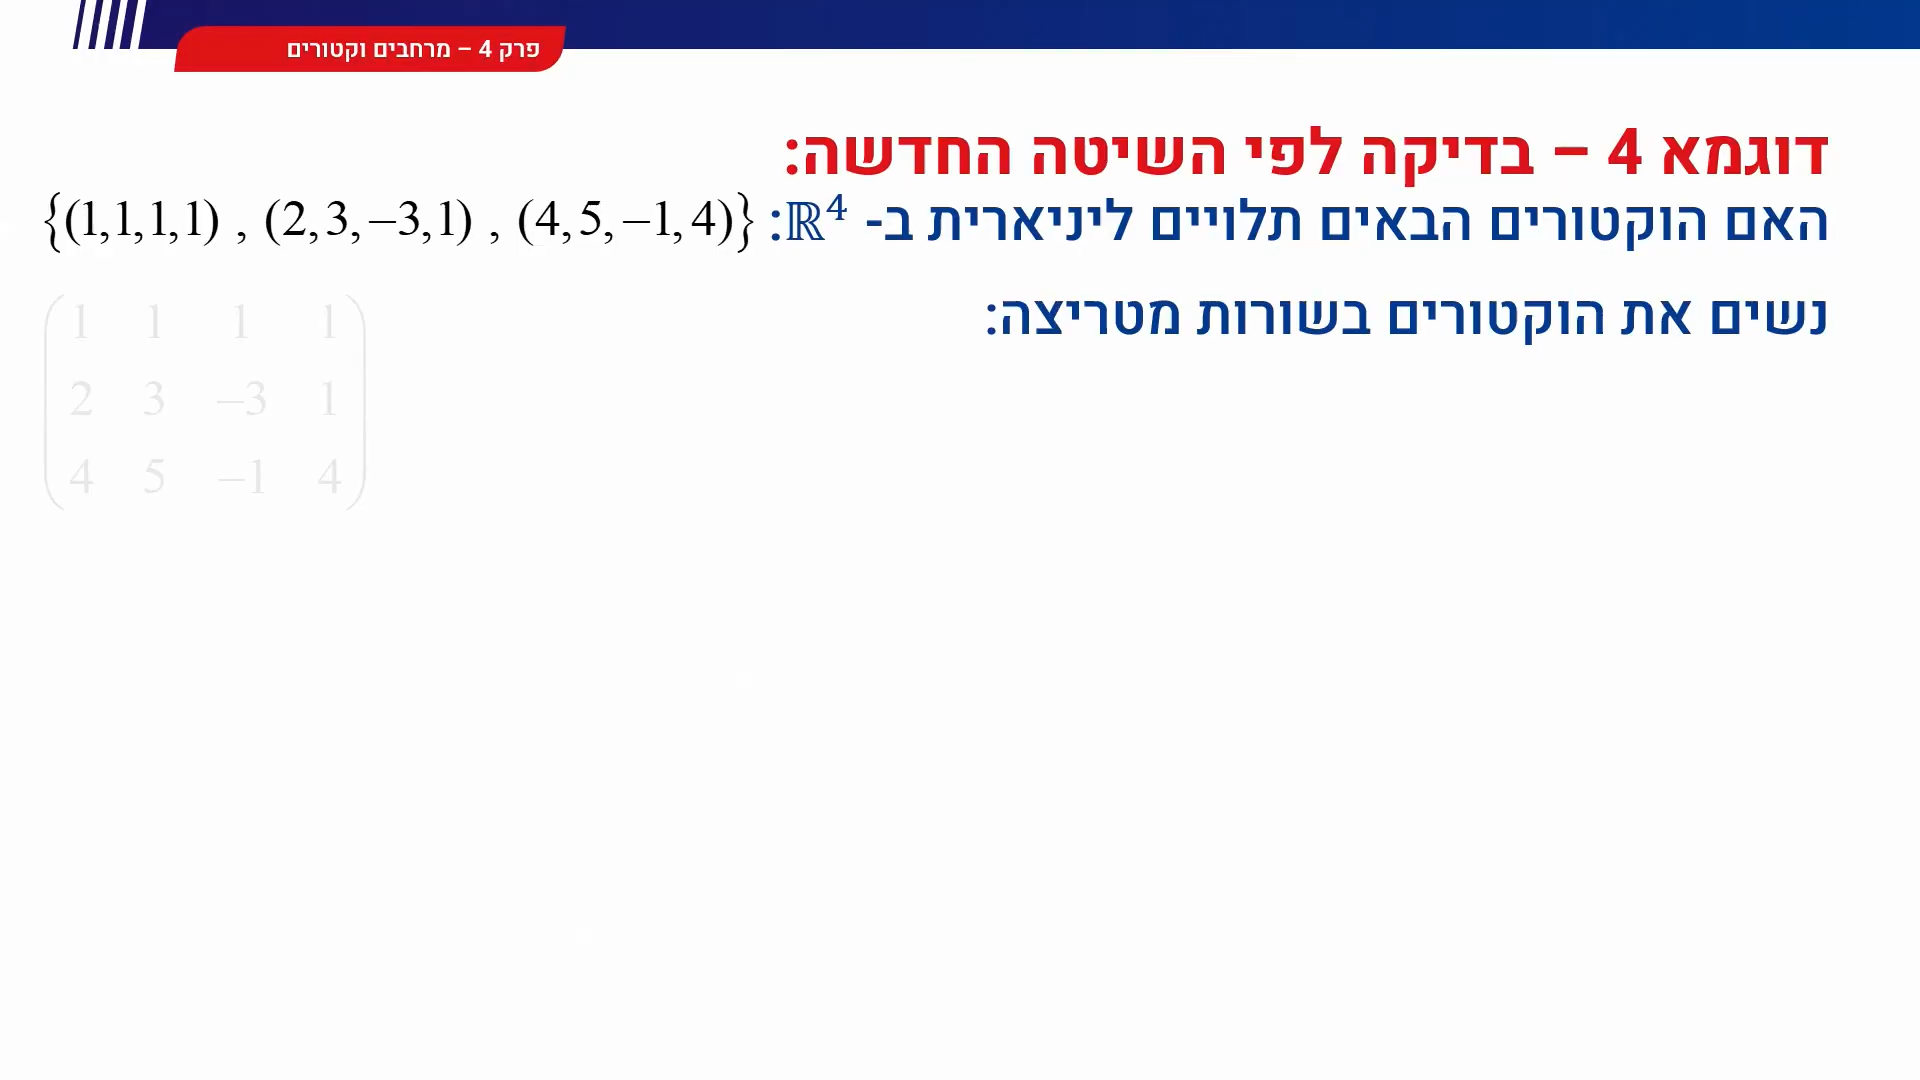 פרק 4 – מרחבים וקטורים
דוגמא 4 – בדיקה לפי השיטה החדשה:
האם הוקטורים הבאים תלויים ליניארית ב- ℝ⁴: {(1,1,1,1) , (2,3,−3,1) , (4,5,−1,4)}
נשים את הוקטורים בשורות מטריצה:
1 1 1 1
2 3 −3 1
4 5 −1 4